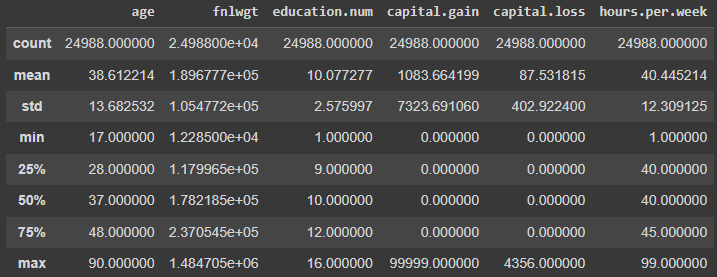 age fnlwgt education.num capital.gain capital.loss hours.per.week
count 24988.000000 2.498800e+04 24988.000000 24988.000000 24988.000000 24988.000000
mean 38.612214 1.896777e+05 10.077277 1083.664199 87.531815 40.445214
std 13.682532 1.054772e+05 2.575997 7323.691060 402.922400 12.309125
min 17.000000 1.228500e+04 1.000000 0.000000 0.000000 1.000000
25% 28.000000 1.179965e+05 9.000000 0.000000 0.000000 40.000000
50% 37.000000 1.782185e+05 10.000000 0.000000 0.000000 40.000000
75% 48.000000 2.370545e+05 12.000000 0.000000 0.000000 45.000000
max 90.000000 1.484705e+06 16.000000 99999.000000 4356.000000 99.000000